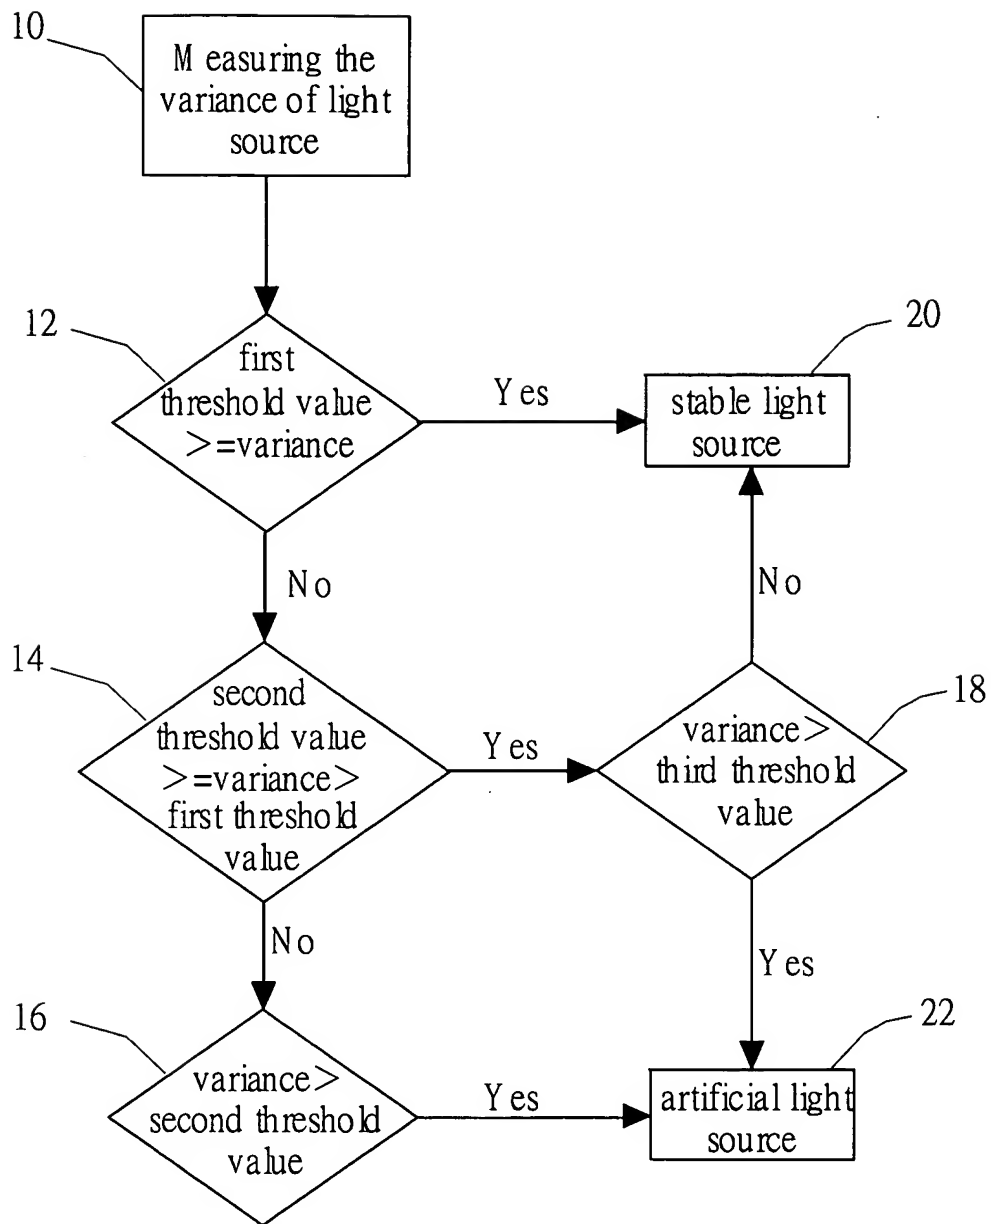 10
M easuring the
variance of light
source
12
first
threshold value
>=variance
Yes
20
stable light
source
No
No
14
second
threshold value
>=variance>
first threshold
value
Yes
18
variance>
third threshold
value
No
Yes
16
variance>
second threshold
value
Yes
22
artificial light
source